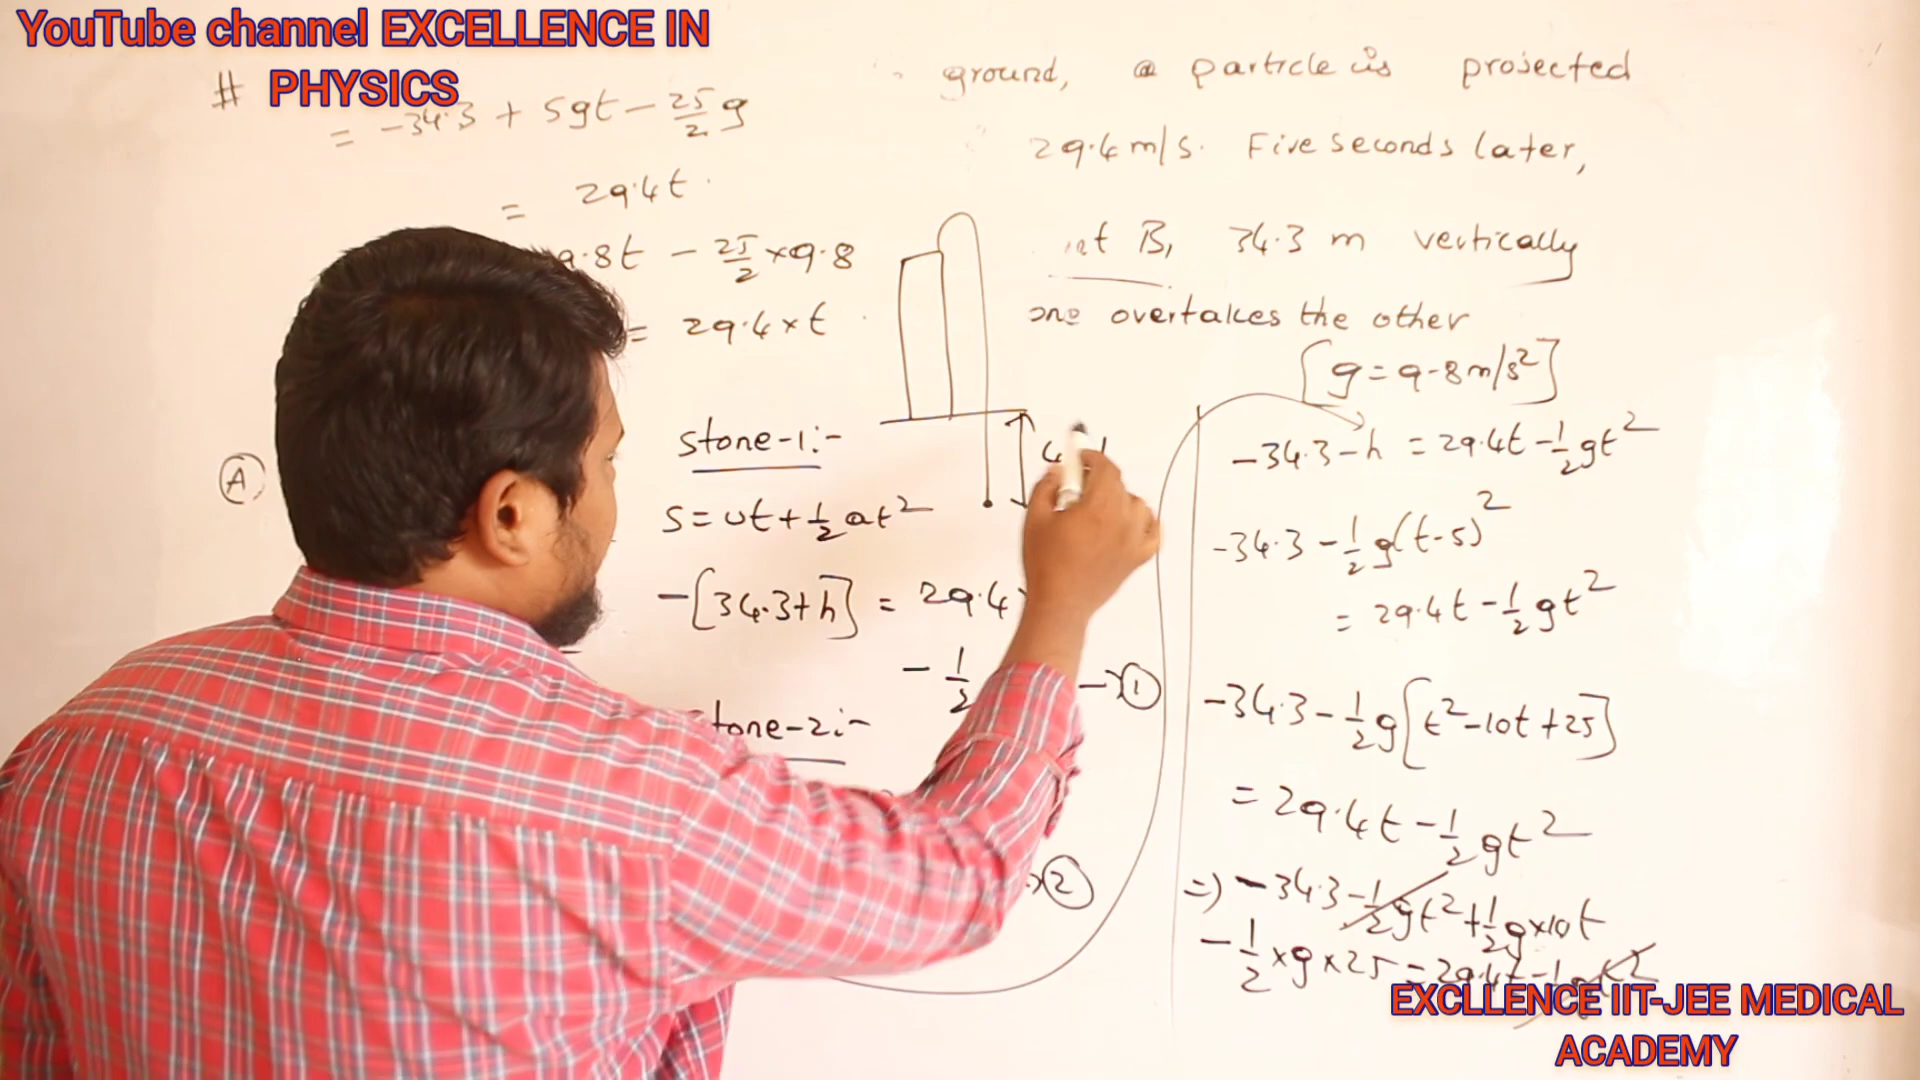 YouTube channel EXCELLENCE IN
# PHYSICS
= -34.3 + 5gt - 25/2 g
= 29.4t
9.8t - 25/2 × 9.8
= 29.4 × t
ground, a particle is projected
29.4 m/s. Five seconds later,
B, 34.3 m vertically
one overtakes the other
[g = 9.8 m/s²]
A
stone-1:-
s = ut + 1/2 at²
-[34.3 + h] = 29.4
- 1/2 → ①
stone-2:-
→ ②
-34.3 - h = 29.4t - 1/2 gt²
-34.3 - 1/2 g(t-5)²
= 29.4t - 1/2 gt²
-34.3 - 1/2 g[t² - 10t + 25]
= 29.4t - 1/2 gt²
=) -34.3 - 1/2 gt² + 1/2 g×10t
- 1/2 × g × 25 = 29.4t - 1
EXCLLENCE IIT-JEE MEDICAL
ACADEMY